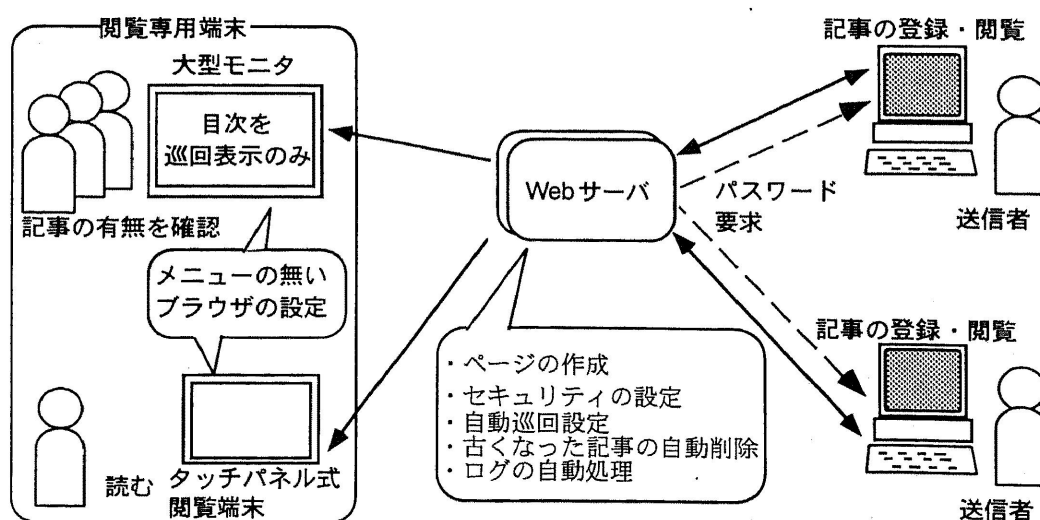 閲覧専用端末
大型モニタ
目次を
巡回表示のみ
記事の有無を確認
メニューの無い
ブラウザの設定
読む
タッチパネル式
閲覧端末
Webサーバ
・ページの作成
・セキュリティの設定
・自動巡回設定
・古くなった記事の自動削除
・ログの自動処理
パスワード
要求
記事の登録・閲覧
送信者
記事の登録・閲覧
送信者